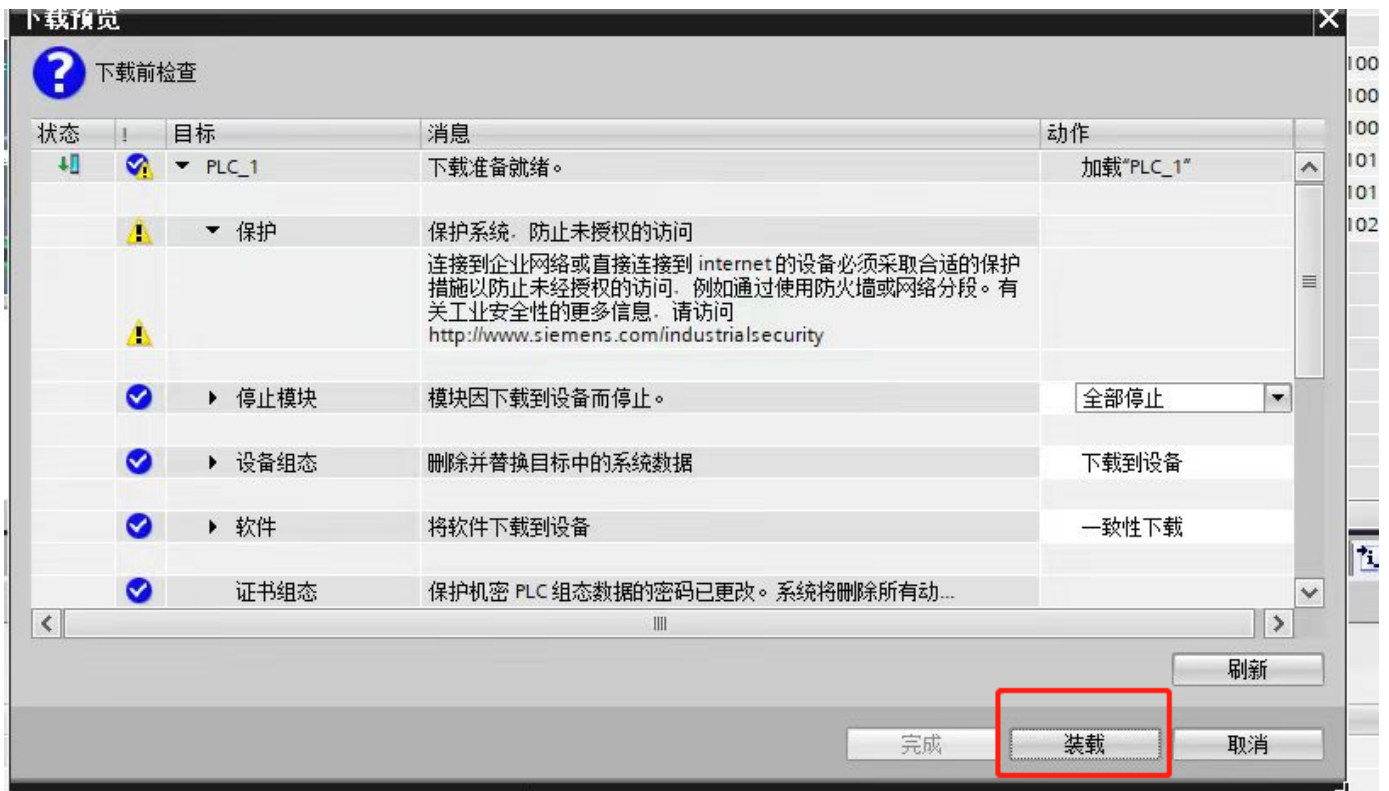 下载预览
下载前检查
状态 ! 目标 消息 动作
PLC_1 下载准备就绪。 加载“PLC_1”
保护 保护系统，防止未授权的访问
连接到企业网络或直接连接到 internet 的设备必须采取合适的保护
措施以防止未经授权的访问，例如通过使用防火墙或网络分段。有
关工业安全性的更多信息，请访问
http://www.siemens.com/industrialsecurity
停止模块 模块因下载到设备而停止。 全部停止
设备组态 删除并替换目标中的系统数据 下载到设备
软件 将软件下载到设备 一致性下载
证书组态 保护机密 PLC 组态数据的密码已更改。系统将删除所有动...
刷新
完成 装载 取消
100
100
100
101
101
102